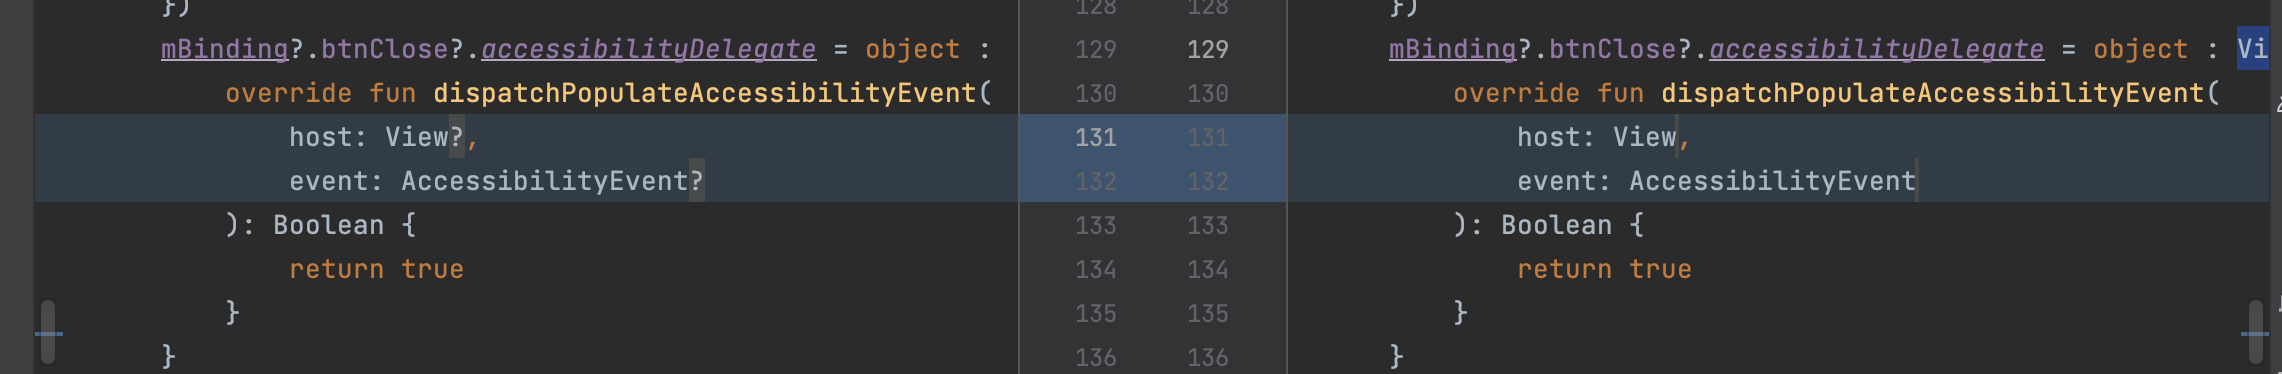 })
mBinding?.btnClose?.accessibilityDelegate = object :
override fun dispatchPopulateAccessibilityEvent(
host: View?,
event: AccessibilityEvent?
): Boolean {
return true
}
}
128 128
129 129
130 130
131 131
132 132
133 133
134 134
135 135
136 136
})
mBinding?.btnClose?.accessibilityDelegate = object : Vi
override fun dispatchPopulateAccessibilityEvent(
host: View,
event: AccessibilityEvent
): Boolean {
return true
}
}